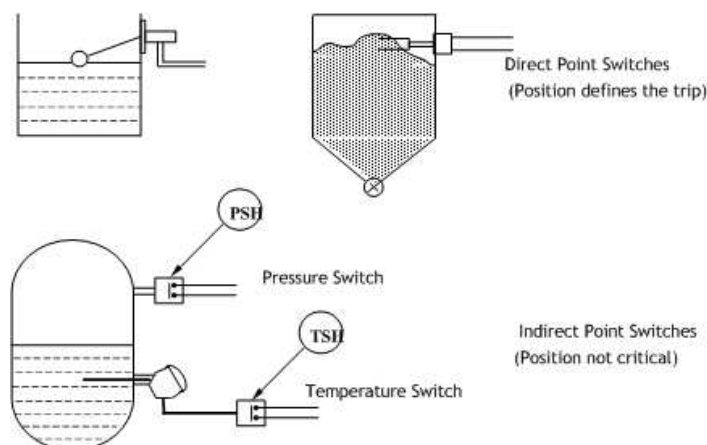 Direct Point Switches
(Position defines the trip)
PSH
Pressure Switch
TSH
Indirect Point Switches
(Position not critical)
Temperature Switch